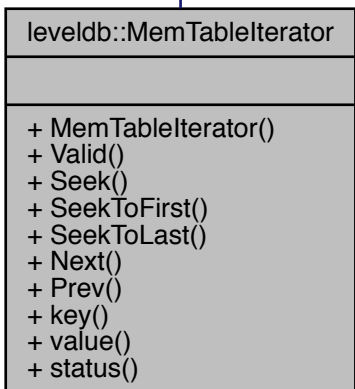 leveldb::MemTableIterator
+ MemTableIterator()
+ Valid()
+ Seek()
+ SeekToFirst()
+ SeekToLast()
+ Next()
+ Prev()
+ key()
+ value()
+ status()